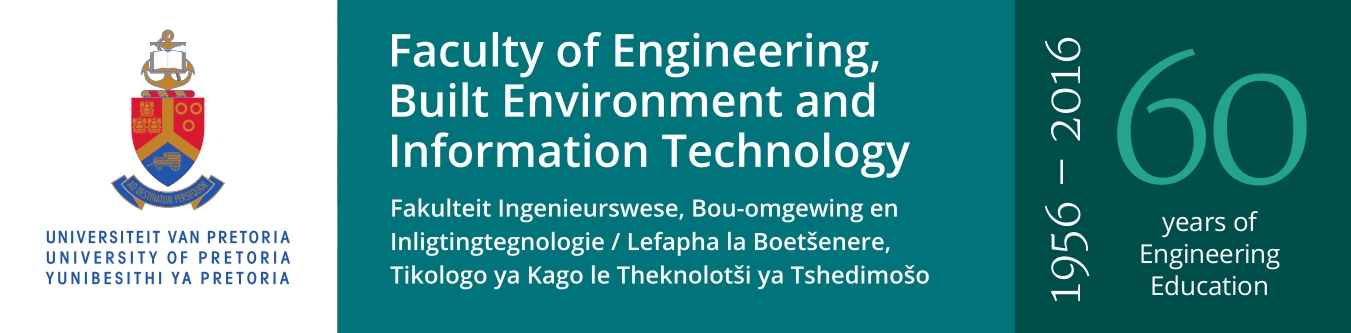 AD DESTINATUM PERSEQUOR
UNIVERSITEIT VAN PRETORIA
UNIVERSITY OF PRETORIA
YUNIBESITHI YA PRETORIA
Faculty of Engineering,
Built Environment and
Information Technology
Fakulteit Ingenieurswese, Bou-omgewing en
Inligtingtegnologie / Lefapha la Boetšenere,
Tikologo ya Kago le Theknolotši ya Tshedimošo
1956 – 2016
60
years of
Engineering
Education